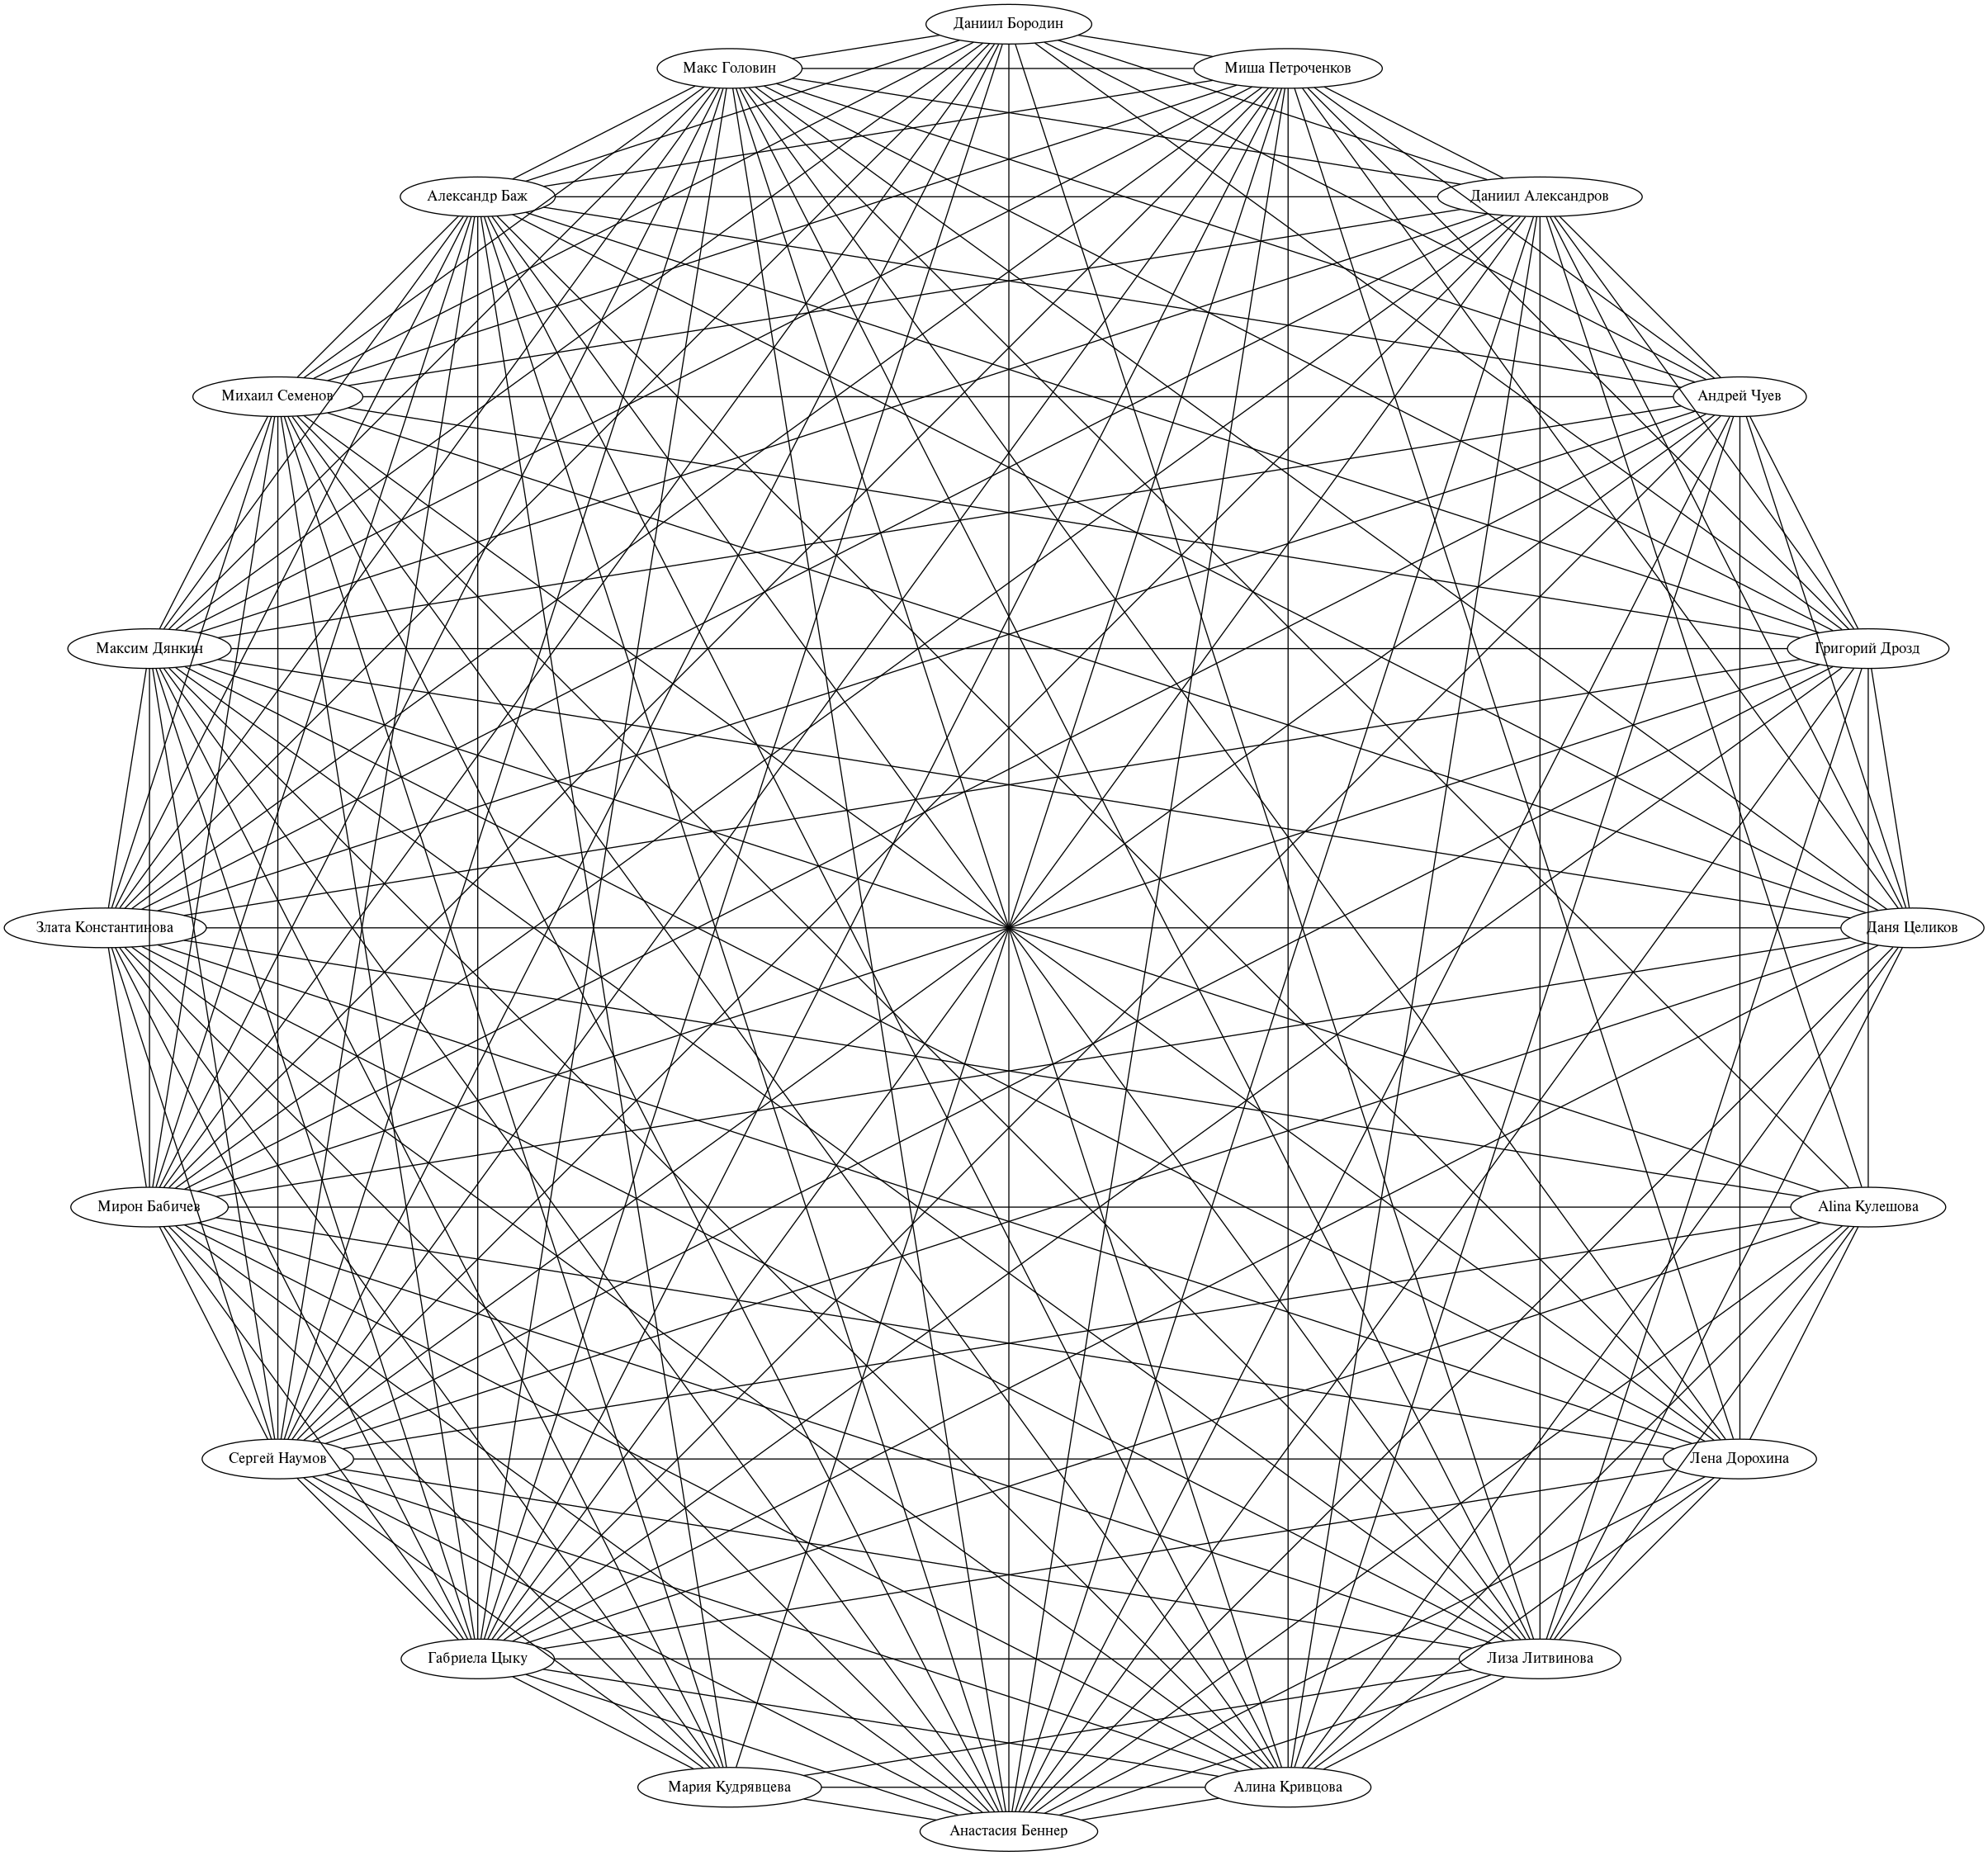 Даниил Бородин
Макс Головин
Миша Петроченков
Александр Баж
Даниил Александров
Михаил Семенов
Андрей Чуев
Максим Дянкин
Григорий Дрозд
Злата Константинова
Даня Целиков
Мирон Бабичев
Alina Кулешова
Сергей Наумов
Лена Дорохина
Габриела Цыку
Лиза Литвинова
Мария Кудрявцева
Алина Кривцова
Анастасия Беннер